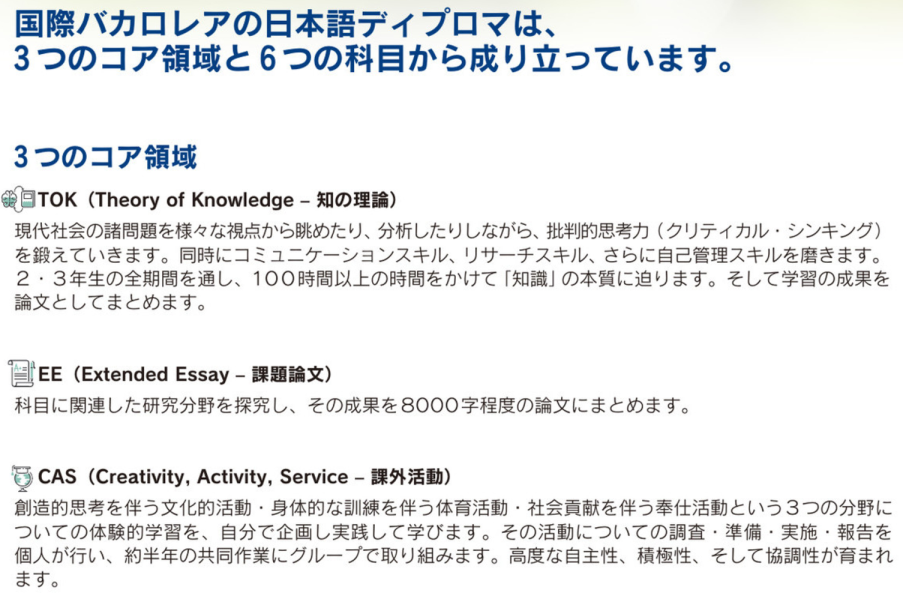 国際バカロレアの日本語ディプロマは、
3つのコア領域と6つの科目から成り立っています。
3つのコア領域
TOK（Theory of Knowledge – 知の理論）
現代社会の諸問題を様々な視点から眺めたり、分析したりしながら、批判的思考力（クリティカル・シンキング）
を鍛えていきます。同時にコミュニケーションスキル、リサーチスキル、さらに自己管理スキルを磨きます。
2・3年生の全期間を通し、100時間以上の時間をかけて「知識」の本質に迫ります。そして学習の成果を
論文としてまとめます。
EE（Extended Essay – 課題論文）
科目に関連した研究分野を探究し、その成果を8000字程度の論文にまとめます。
CAS（Creativity, Activity, Service – 課外活動）
創造的思考を伴う文化的活動・身体的な訓練を伴う体育活動・社会貢献を伴う奉仕活動という3つの分野に
ついての体験的学習を、自分で企画し実践して学びます。その活動についての調査・準備・実施・報告を
個人が行い、約半年の共同作業にグループで取り組みます。高度な自主性、積極性、そして協調性が育まれ
ます。